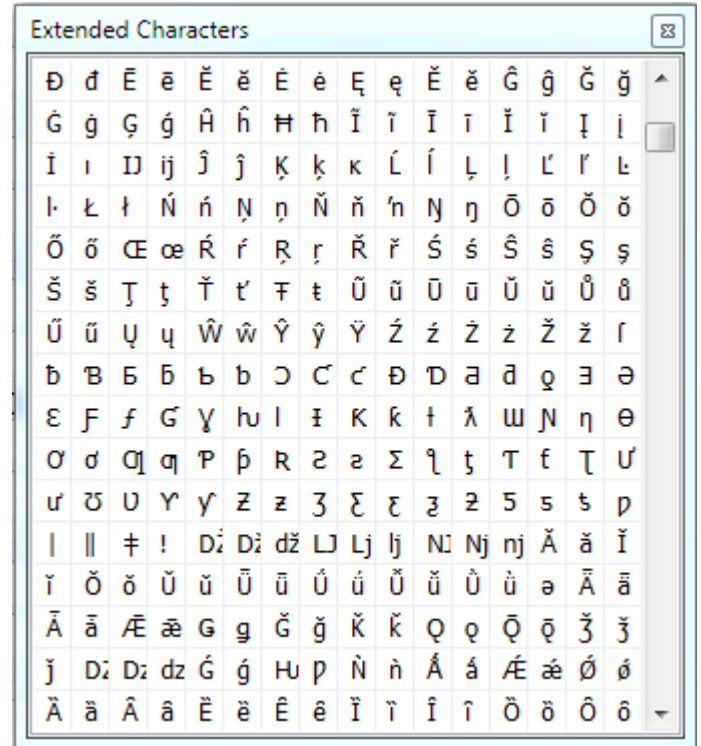 Extended Characters
Đ đ Ē ē Ĕ ĕ Ė ė Ę ę Ě ě Ĝ ĝ Ğ ğ
Ġ ġ Ģ ģ Ĥ ĥ Ħ ħ Ĩ ĩ Ī ī Ĭ ĭ Į į
İ ı IJ ij Ĵ ĵ Ķ ķ ĸ Ĺ ĺ Ļ ļ Ľ ľ Ŀ
ŀ Ł ł Ń ń Ņ ņ Ň ň ʼn Ŋ ŋ Ō ō Ŏ ŏ
Ő ő Œ œ Ŕ ŕ Ŗ ŗ Ř ř Ś ś Ŝ ŝ Ş ş
Š š Ţ ţ Ť ť Ŧ ŧ Ũ ũ Ū ū Ŭ ŭ Ů ů
Ű ű Ų ų Ŵ ŵ Ŷ ŷ Ÿ Ź ź Ż ż Ž ž ſ
ƀ Ɓ Ƃ ƃ Ƅ ƅ Ɔ Ƈ ƈ Ɖ Ɗ Ƌ ƌ ƍ Ǝ Ə
Ɛ Ƒ ƒ Ɠ Ɣ ƕ Ɩ Ɨ Ƙ ƙ ƚ ƛ Ɯ Ɲ ƞ Ɵ
Ơ ơ Ƣ ƣ Ƥ ƥ Ʀ Ƨ ƨ Ʃ ƪ ƫ Ƭ ƭ Ʈ Ư
ư Ʊ Ʋ Ƴ ƴ Ƶ ƶ Ʒ Ƹ ƹ ƺ ƻ Ƽ ƽ ƾ ƿ
ǀ ǁ ǂ ǃ DŽ Dž dž LJ Lj lj NJ Nj nj Ǎ ǎ Ǐ
ǐ Ǒ ǒ Ǔ ǔ Ǖ ǖ Ǘ ǘ Ǚ ǚ Ǜ ǜ ǝ Ǟ ǟ
Ǡ ǡ Ǣ ǣ Ǥ ǥ Ǧ ǧ Ǩ ǩ Ǫ ǫ Ǭ ǭ Ǯ ǯ
ǰ DZ Dz dz Ǵ ǵ Ƕ Ƿ Ǹ ǹ Ǻ ǻ Ǽ ǽ Ǿ ǿ
Ȁ ȁ Ȃ ȃ Ȅ ȅ Ȇ ȇ Ȉ ȉ Ȋ ȋ Ȍ ȍ Ȏ ȏ